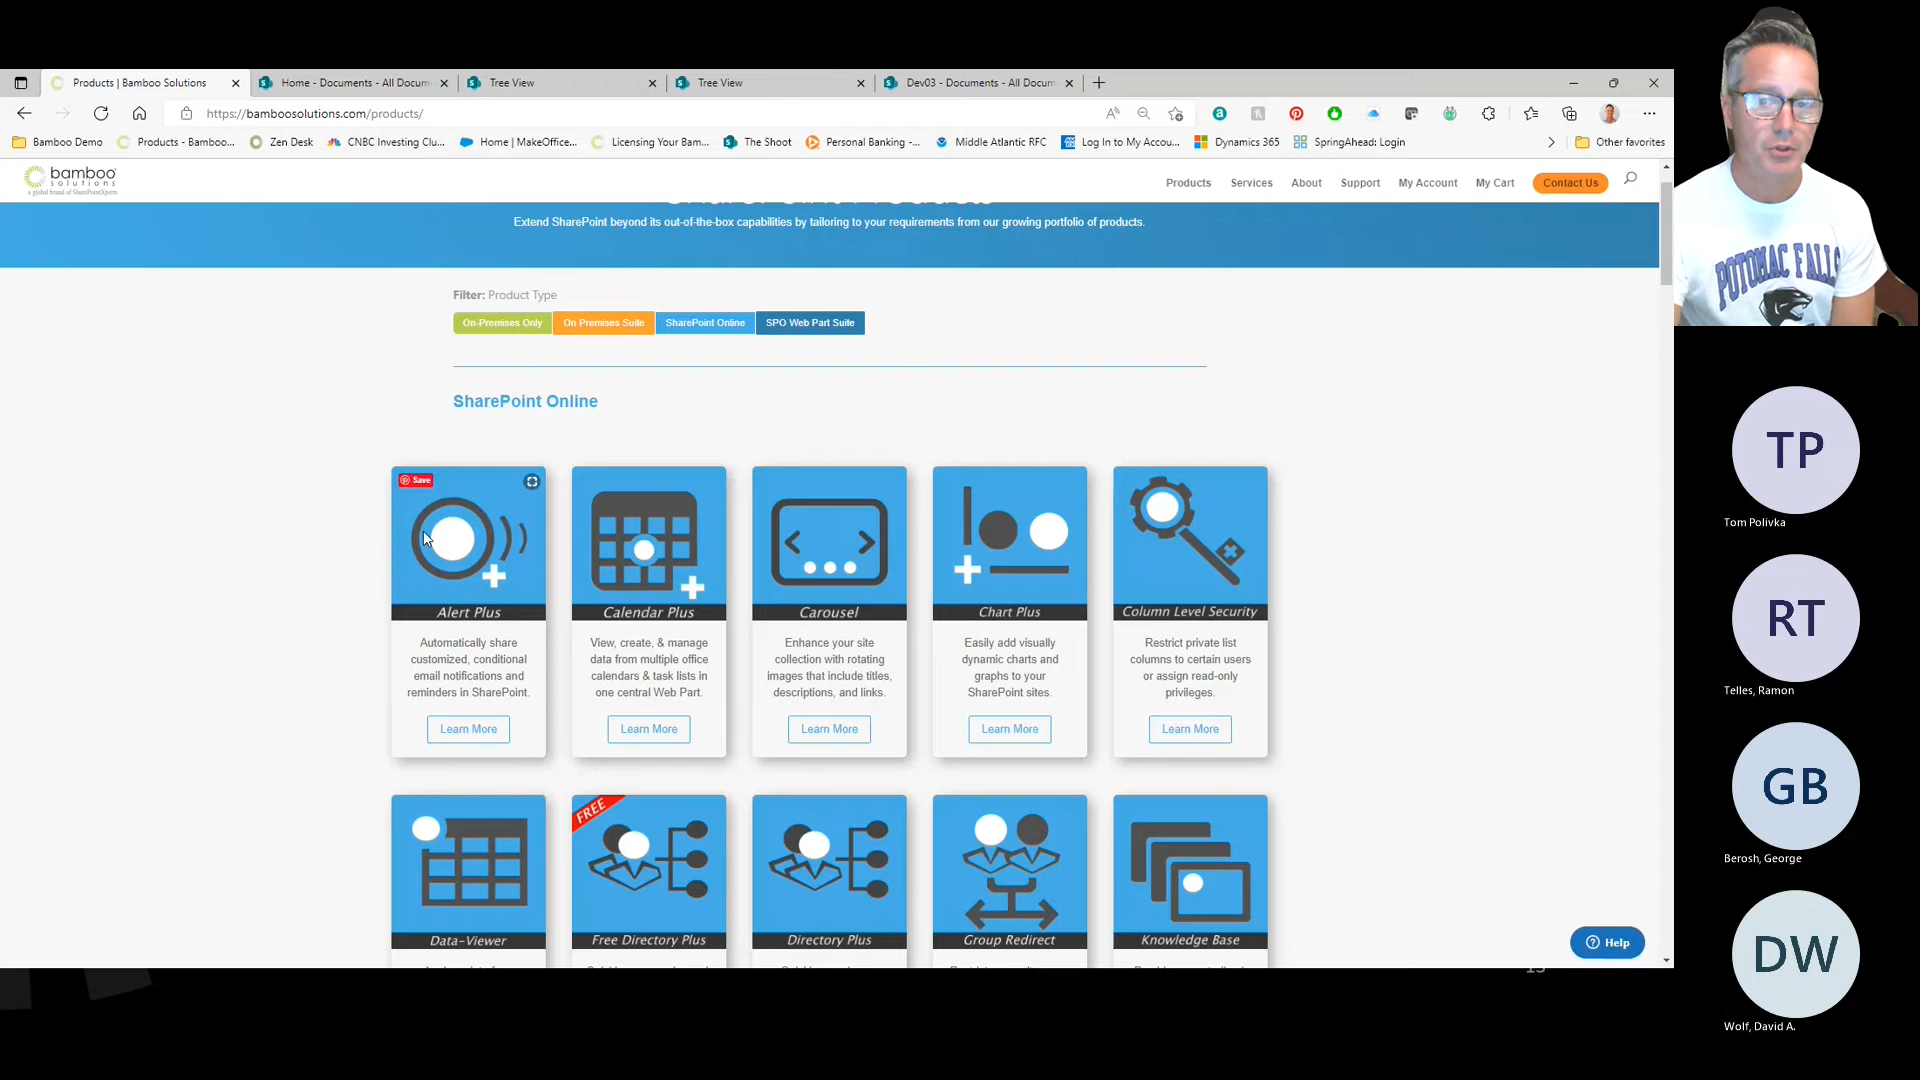 Products | Bamboo Solutions
Home - Documents - All Docum
Tree View
Tree View
Dev03 - Documents - All Docum
https://bamboosolutions.com/products/
Bamboo Demo
Products - Bamboo...
Zen Desk
CNBC Investing Clu...
Home | MakeOffice...
Licensing Your Bam...
The Shoot
Personal Banking -...
Middle Atlantic RFC
Log In to My Accou...
Dynamics 365
SpringAhead: Login
Other favorites
bamboo
solutions
a global brand of SharePointXperts
Products
Services
About
Support
My Account
My Cart
Contact Us
SharePoint Products
Extend SharePoint beyond its out-of-the-box capabilities by tailoring to your requirements from our growing portfolio of products.
Filter: Product Type
On-Premises Only
On Premises Suite
SharePoint Online
SPO Web Part Suite
SharePoint Online
Save
Alert Plus
Automatically share
customized, conditional
email notifications and
reminders in SharePoint.
Learn More
Calendar Plus
View, create, & manage
data from multiple office
calendars & task lists in
one central Web Part.
Learn More
Carousel
Enhance your site
collection with rotating
images that include titles,
descriptions, and links.
Learn More
Chart Plus
Easily add visually
dynamic charts and
graphs to your
SharePoint sites.
Learn More
Column Level Security
Restrict private list
columns to certain users
or assign read-only
privileges.
Learn More
Data-Viewer
FREE
Free Directory Plus
Directory Plus
Group Redirect
Knowledge Base
Help
POTOMAC FALLS
TP
Tom Polivka
RT
Telles, Ramon
GB
Berosh, George
DW
Wolf, David A.